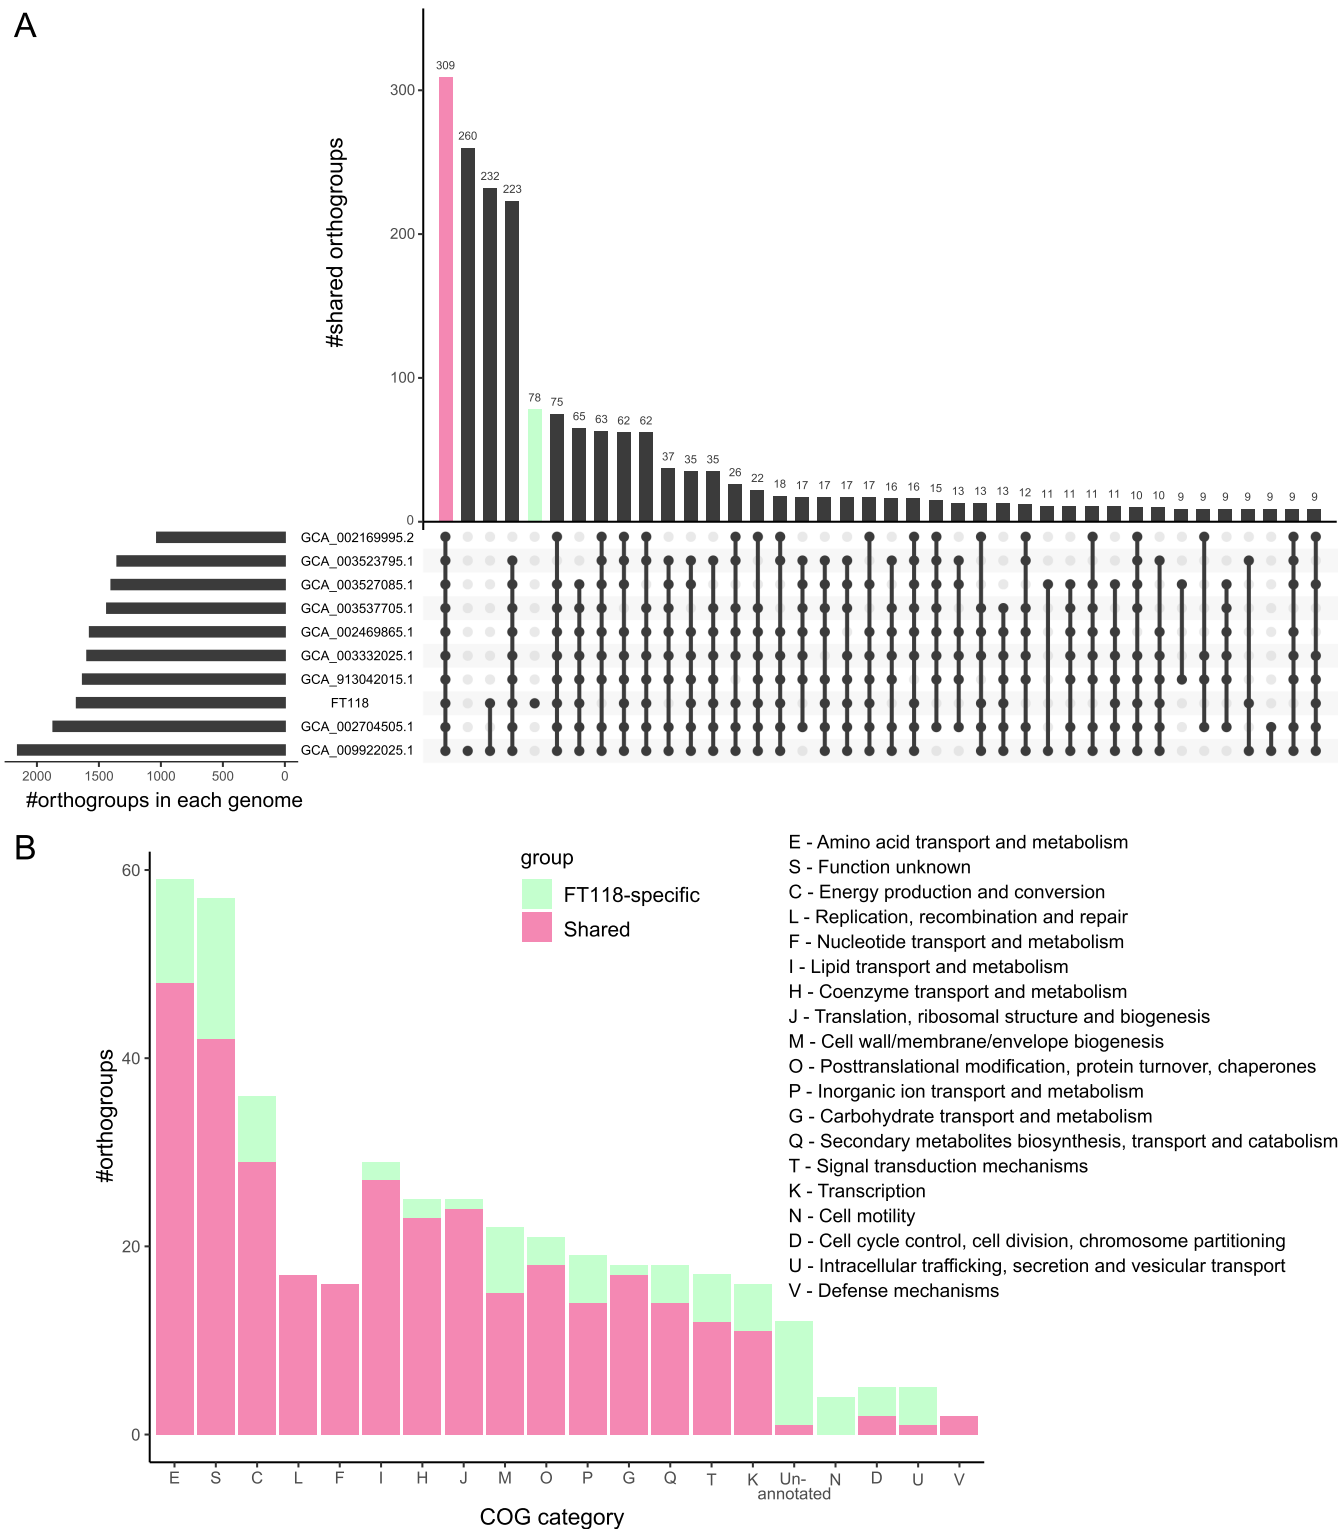 A
#shared orthogroups
300
200
100
0
309
260
232
223
78
75
65
63
62
62
37
35
35
26
22
18
17
17
17
17
16
16
15
13
13
13
12
11
11
11
11
10
10
9
9
9
9
9
9
9
GCA_002169995.2
GCA_003523795.1
GCA_003527085.1
GCA_003537705.1
GCA_002469865.1
GCA_003332025.1
GCA_913042015.1
FT118
GCA_002704505.1
GCA_009922025.1
2000 1500 1000 500 0
#orthogroups in each genome
B
#orthogroups
60
40
20
0
group
FT118-specific
Shared
E - Amino acid transport and metabolism
S - Function unknown
C - Energy production and conversion
L - Replication, recombination and repair
F - Nucleotide transport and metabolism
I - Lipid transport and metabolism
H - Coenzyme transport and metabolism
J - Translation, ribosomal structure and biogenesis
M - Cell wall/membrane/envelope biogenesis
O - Posttranslational modification, protein turnover, chaperones
P - Inorganic ion transport and metabolism
G - Carbohydrate transport and metabolism
Q - Secondary metabolites biosynthesis, transport and catabolism
T - Signal transduction mechanisms
K - Transcription
N - Cell motility
D - Cell cycle control, cell division, chromosome partitioning
U - Intracellular trafficking, secretion and vesicular transport
V - Defense mechanisms
E S C L F I H J M O P G Q T K Un- N D U V
annotated
COG category